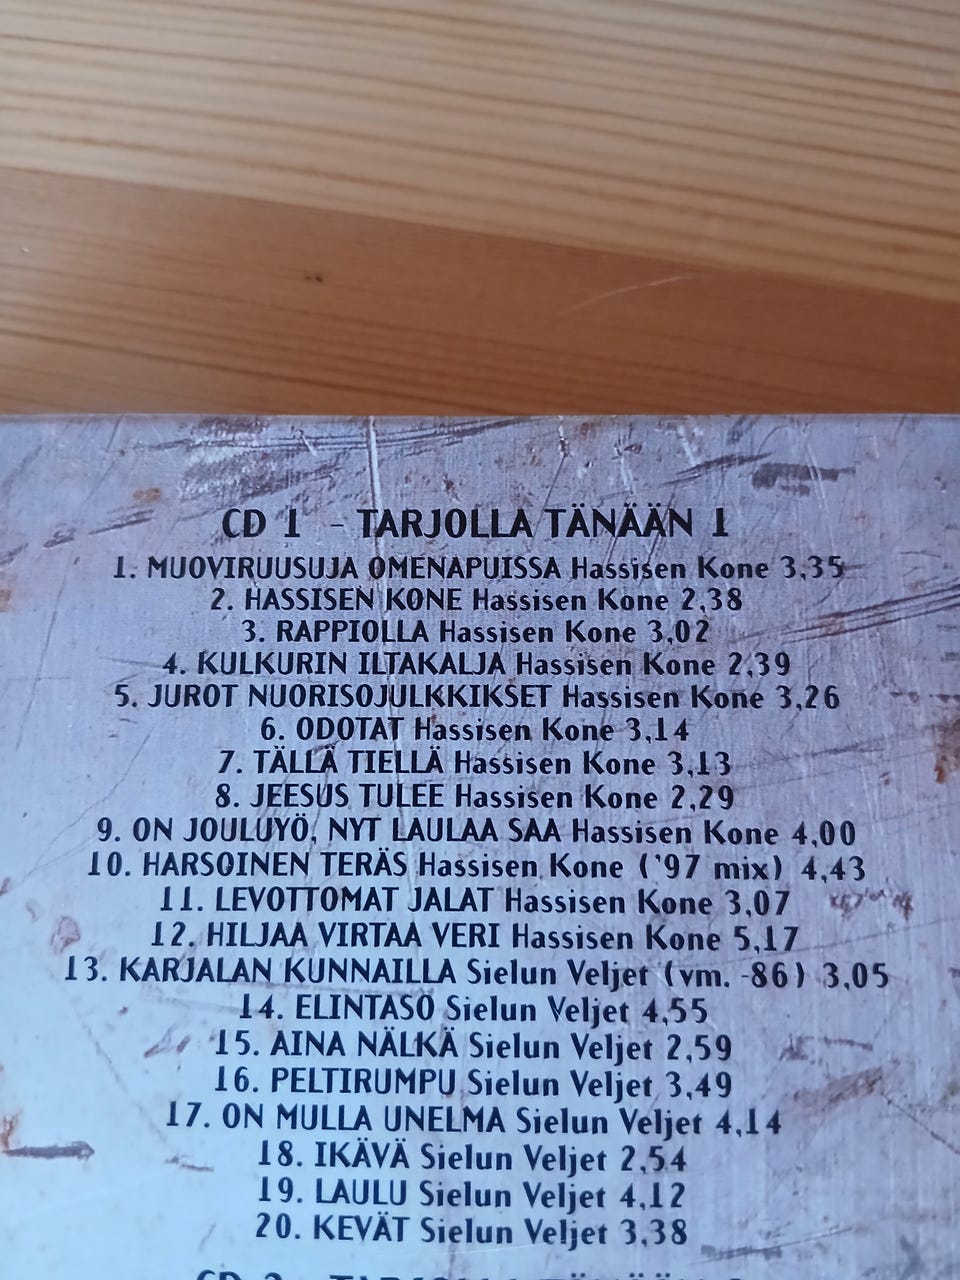 CD 1 - TARJOLLA TÄNÄÄN 1
1. MUOVIRUUSUJA OMENAPUISSA Hassisen Kone 3,35
2. HASSISEN KONE Hassisen Kone 2,38
3. RAPPIOLLA Hassisen Kone 3,02
4. KULKURIN ILTAKALJA Hassisen Kone 2,39
5. JUROT NUORISOJULKKIKSET Hassisen Kone 3,26
6. ODOTAT Hassisen Kone 3,14
7. TÄLLÄ TIELLÄ Hassisen Kone 3,13
8. JEESUS TULEE Hassisen Kone 2,29
9. ON JOULUYÖ, NYT LAULAA SAA Hassisen Kone 4,00
10. HARSOINEN TERÄS Hassisen Kone ('97 mix) 4,43
11. LEVOTTOMAT JALAT Hassisen Kone 3,07
12. HILJAA VIRTAA VERI Hassisen Kone 5,17
13. KARJALAN KUNNAILLA Sielun Veljet (vm. -86) 3,05
14. ELINTASO Sielun Veljet 4,55
15. AINA NÄLKÄ Sielun Veljet 2,59
16. PELTIRUMPU Sielun Veljet 3,49
17. ON MULLA UNELMA Sielun Veljet 4,14
18. IKÄVÄ Sielun Veljet 2,54
19. LAULU Sielun Veljet 4,12
20. KEVÄT Sielun Veljet 3,38